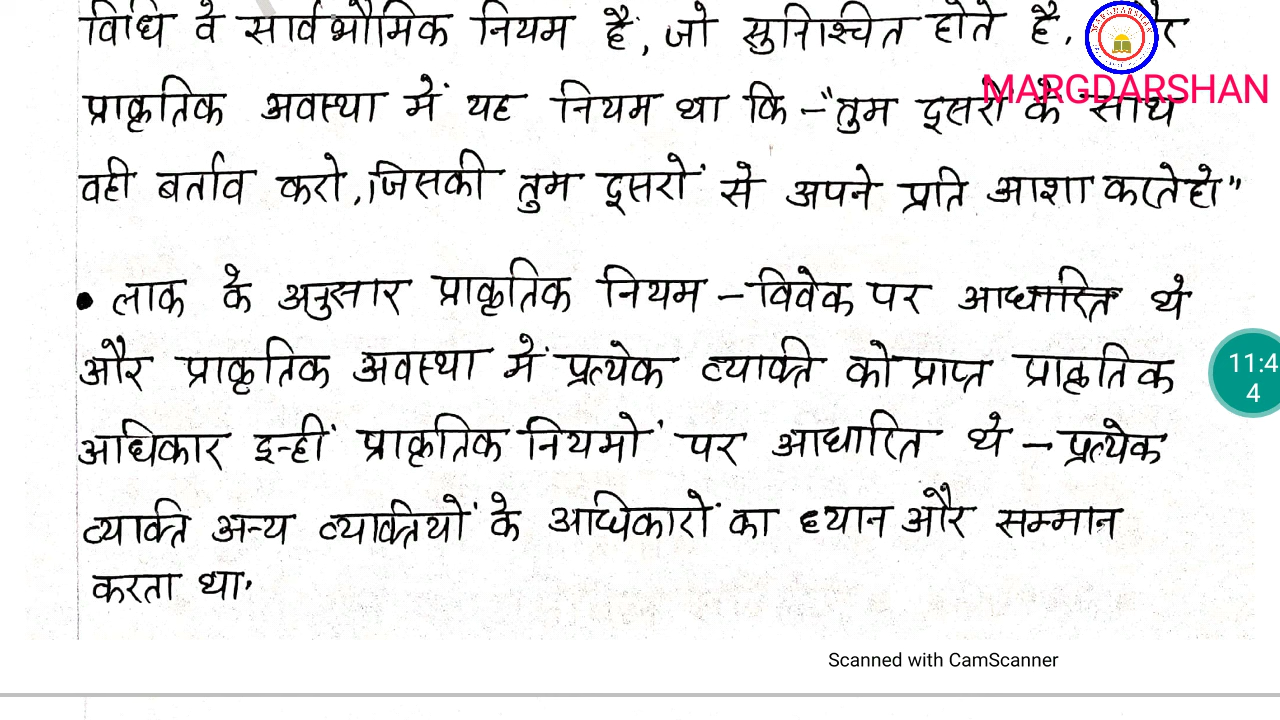 विधि वे सार्वभौमिक नियम हैं, जो सुनिश्चित होते है,
MARGDARSHAN
प्राकृतिक अवस्था में यह नियम था कि -"तुम दूसरों के साथ
वही बर्ताव करो, जिसकी तुम दूसरों से अपने प्रति आशा करते हो"
• लाक के अनुसार प्राकृतिक नियम - विवेक पर आधारित थे
और प्राकृतिक अवस्था में प्रत्येक व्यक्ति को प्राप्त प्राकृतिक
11:4
4
अधिकार इन्हीं प्राकृतिक नियमों पर आधारित थे - प्रत्येक
व्यक्ति अन्य व्यक्तियों के अधिकारों का ध्यान और सम्मान
करता था.
Scanned with CamScanner